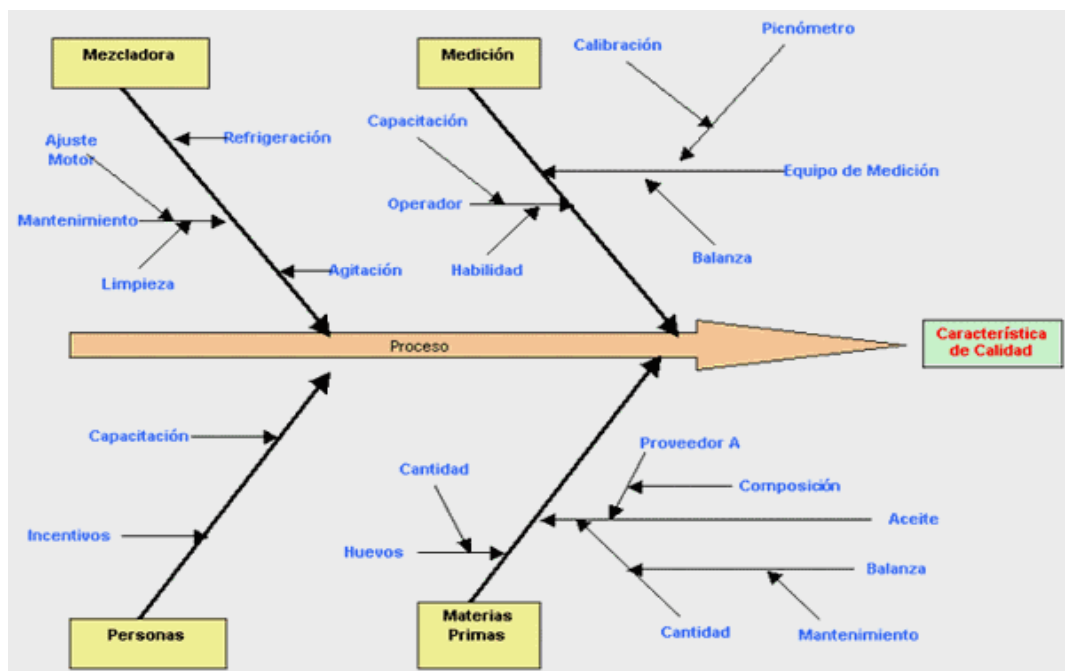 Mezcladora
Medición
Picnómetro
Calibración
Refrigeración
Capacitación
Ajuste
Motor
Equipo de Medición
Operador
Mantenimiento
Balanza
Habilidad
Agitación
Limpieza
Proceso
Característica
de Calidad
Capacitación
Proveedor A
Cantidad
Composición
Aceite
Incentivos
Huevos
Balanza
Materias
Primas
Personas
Cantidad
Mantenimiento